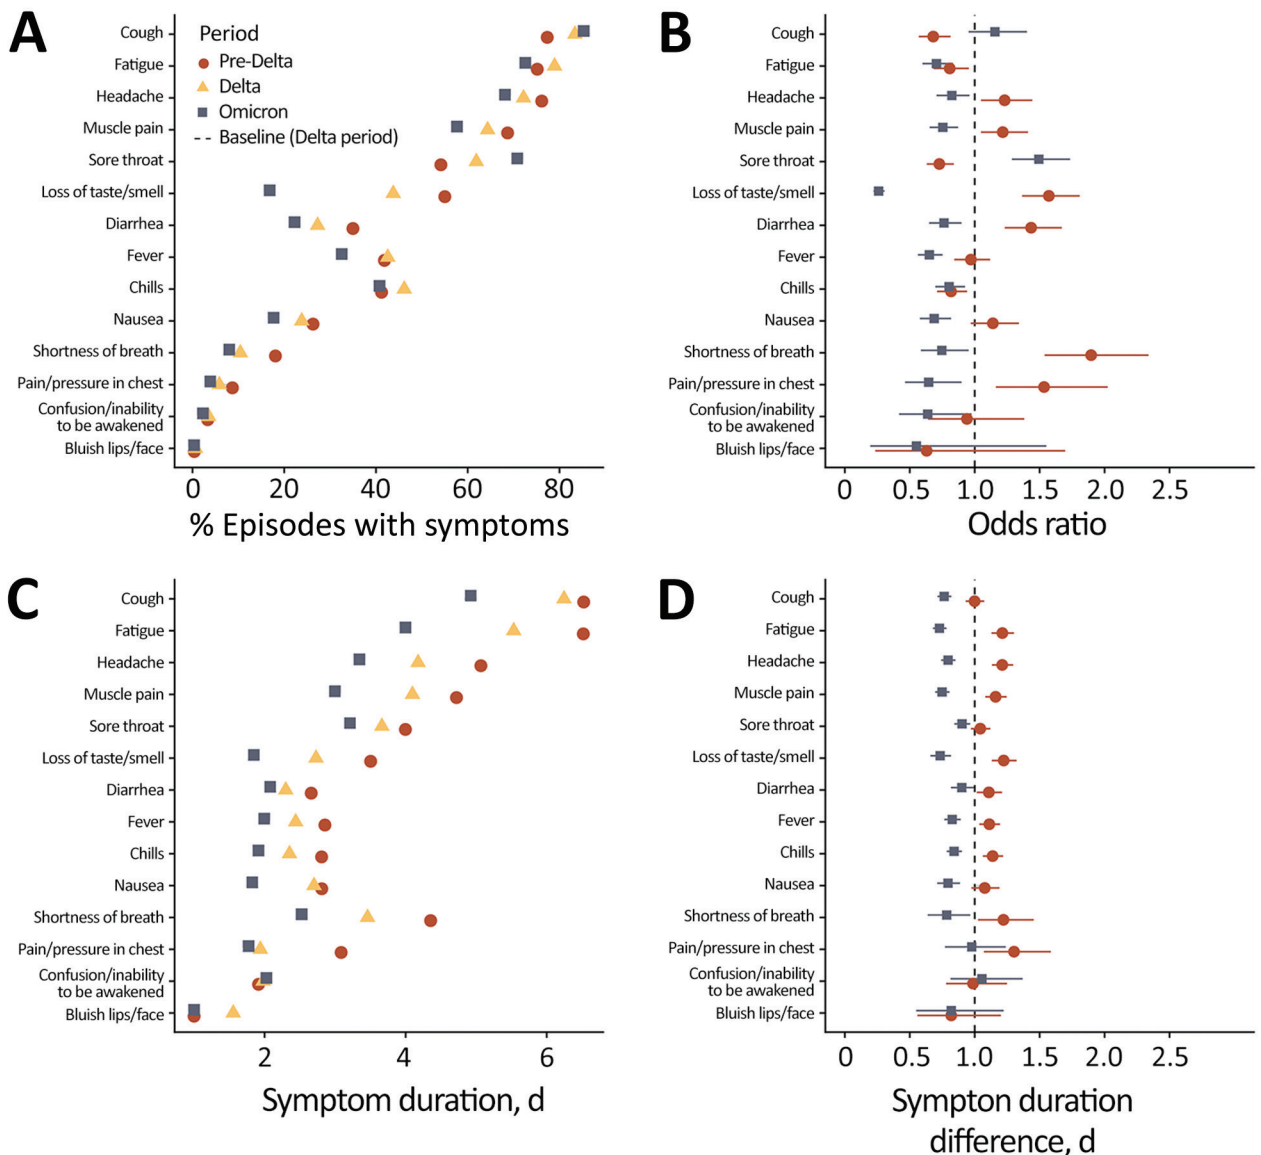 A
Period
Pre-Delta
Delta
Omicron
Baseline (Delta period)
Cough
Fatigue
Headache
Muscle pain
Sore throat
Loss of taste/smell
Diarrhea
Fever
Chills
Nausea
Shortness of breath
Pain/pressure in chest
Confusion/inability
to be awakened
Bluish lips/face
0 20 40 60 80
% Episodes with symptoms
B
Cough
Fatigue
Headache
Muscle pain
Sore throat
Loss of taste/smell
Diarrhea
Fever
Chills
Nausea
Shortness of breath
Pain/pressure in chest
Confusion/inability
to be awakened
Bluish lips/face
0 0.5 1.0 1.5 2.0 2.5
Odds ratio
C
Cough
Fatigue
Headache
Muscle pain
Sore throat
Loss of taste/smell
Diarrhea
Fever
Chills
Nausea
Shortness of breath
Pain/pressure in chest
Confusion/inability
to be awakened
Bluish lips/face
2 4 6
Symptom duration, d
D
Cough
Fatigue
Headache
Muscle pain
Sore throat
Loss of taste/smell
Diarrhea
Fever
Chills
Nausea
Shortness of breath
Pain/pressure in chest
Confusion/inability
to be awakened
Bluish lips/face
0 0.5 1.0 1.5 2.0 2.5
Sympton duration
difference, d